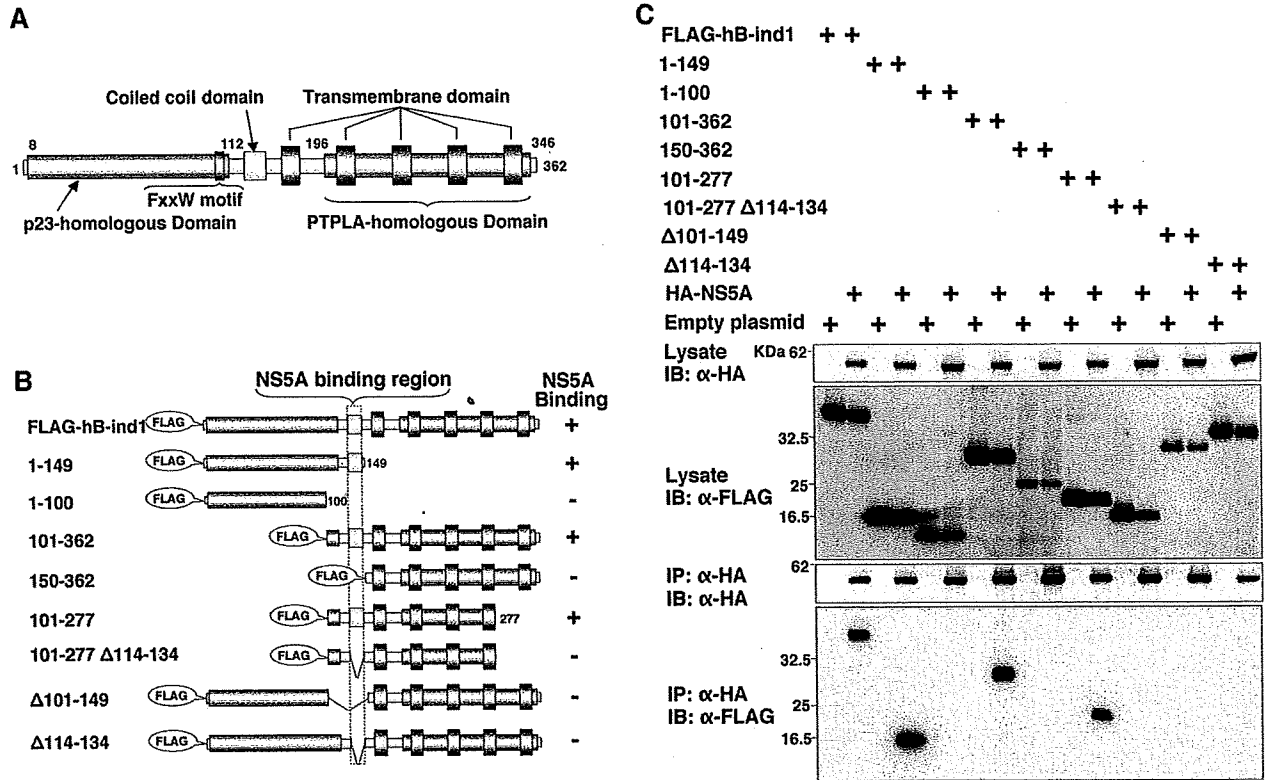 A
Coiled coil domain
Transmembrane domain
8
112
196
346
1
362
FxxW motif
p23-homologous Domain
PTPLA-homologous Domain
B
NS5A binding region
NS5A
Binding
FLAG-hB-ind1 FLAG +
1-149 FLAG 149 +
1-100 FLAG 100 -
101-362 FLAG +
150-362 FLAG -
101-277 FLAG 277 +
101-277 Δ114-134 FLAG -
Δ101-149 FLAG -
Δ114-134 FLAG -
C
FLAG-hB-ind1 + +
1-149 + +
1-100 + +
101-362 + +
150-362 + +
101-277 + +
101-277 Δ114-134 + +
Δ101-149 + +
Δ114-134 + +
HA-NS5A + + + + + + + + +
Empty plasmid + + + + + + + + +
Lysate KDa 62-
IB: α-HA
32.5-
Lysate 25-
IB: α-FLAG 16.5-
62-
IP: α-HA
IB: α-HA
32.5-
IP: α-HA 25-
IB: α-FLAG
16.5-